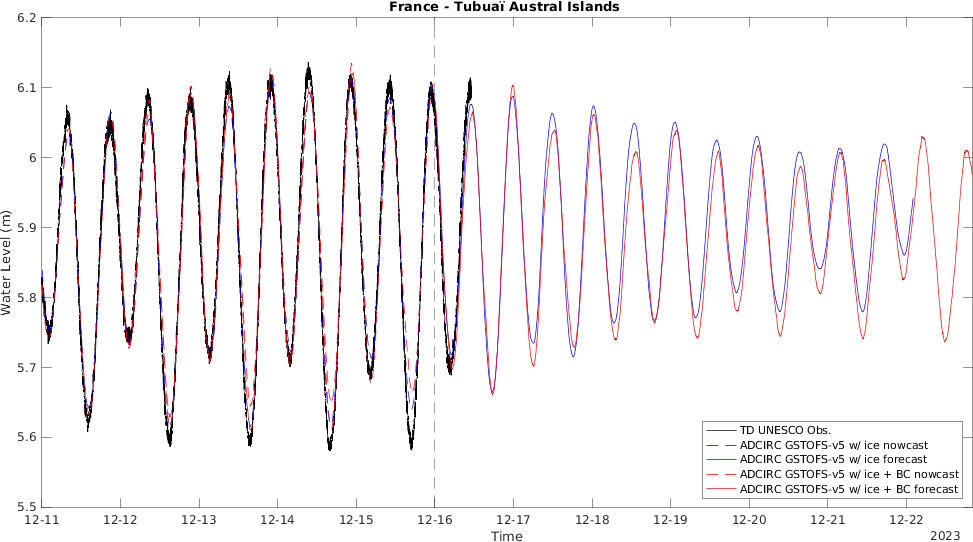 France - Tubuaï Austral Islands
6.2
6.1
6
5.9
5.8
5.7
5.6
5.5
Water Level (m)
TD UNESCO Obs.
ADCIRC GSTOFS-v5 w/ ice nowcast
ADCIRC GSTOFS-v5 w/ ice forecast
ADCIRC GSTOFS-v5 w/ ice + BC nowcast
ADCIRC GSTOFS-v5 w/ ice + BC forecast
12-11 12-12 12-13 12-14 12-15 12-16 12-17 12-18 12-19 12-20 12-21 12-22
Time
2023